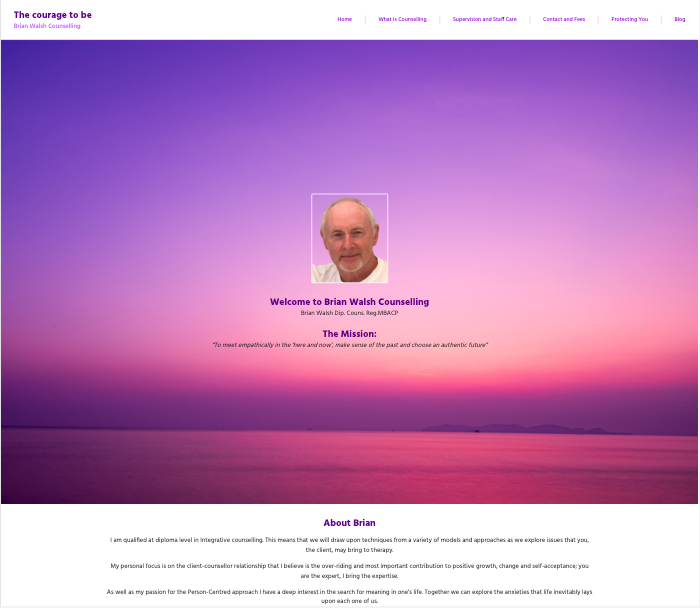 The courage to be
Brian Walsh Counselling
Home
What is Counselling
Supervision and Staff Care
Contact and Fees
Protecting You
Blog
Welcome to Brian Walsh Counselling
Brian Walsh Dip. Couns. Reg.MBACP
The Mission:
"To meet empathically in the 'here and now', make sense of the past and choose an authentic future"
About Brian
I am qualified at diploma level in Integrative counselling. This means that we will draw upon techniques from a variety of models and approaches as we explore issues that you,
the client, may bring to therapy.
My personal focus is on the client-counsellor relationship that I believe is the over-riding and most important contribution to positive growth, change and self-acceptance; you
are the expert, I bring the expertise.
As well as my passion for the Person-Centred approach I have a deep interest in the search for meaning in one's life. Together we can explore the anxieties that life inevitably lays
upon each one of us.